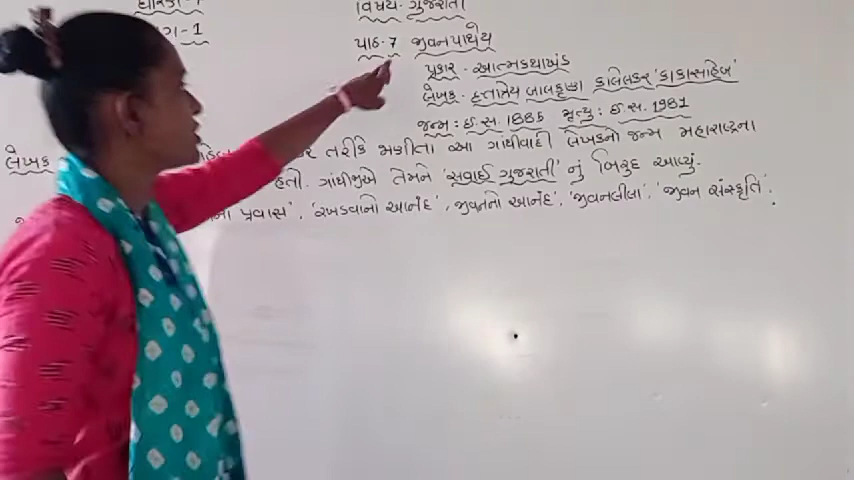 ધોરણ - વિષય- ગુજરાતી
-1 પાઠ-7 જીવનપાથેય
પ્રકાર - આત્મકથાખંડ
લેખક- દત્તાત્રેય બાલકૃષ્ણ કાલેલકર 'કાકાસાહેબ'
જન્મ : ઈ.સ. 1885 મૃત્યુ : ઈ.સ. 1981
લેખક તરીકે જાણીતા આ ગાંધીવાદી લેખકનો જન્મ મહારાષ્ટ્રના
હતો. ગાંધીજીએ તેમને 'સવાઈ ગુજરાતી' નું બિરુદ આપ્યું.
પ્રવાસ', 'રખડવાનો આનંદ', જીવનનો આનંદ', 'જીવનલીલા', 'જીવન સંસ્કૃતિ'.